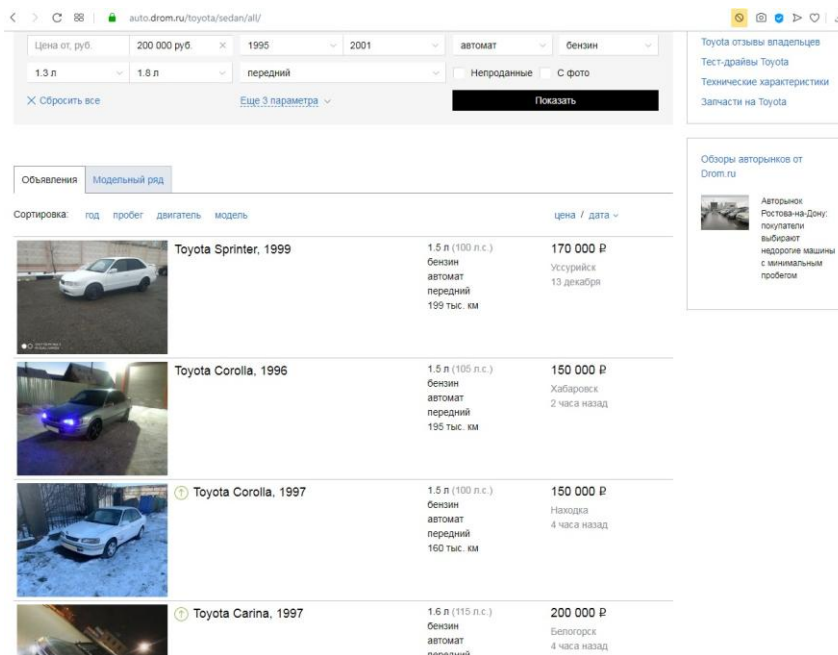 auto.drom.ru/toyota/sedan/all/
Цена от, руб.
200 000 руб.
1995
2001
автомат
бензин
1.3 л
1.8 л
передний
Непроданные
С фото
Сбросить все
Еще 3 параметра
Показать
Toyota отзывы владельцев
Тест-драйвы Toyota
Технические характеристики
Запчасти на Toyota
Обзоры авторынков от
Drom.ru
Авторынок
Ростова-на-Дону:
покупатели
выбирают
недорогие машины
с минимальным
пробегом
Объявления
Модельный ряд
Сортировка: год пробег двигатель модель
цена / дата
Toyota Sprinter, 1999
1.5 л (100 л.с.)
бензин
автомат
передний
199 тыс. км
170 000 ₽
Уссурийск
13 декабря
Toyota Corolla, 1996
1.5 л (105 л.с.)
бензин
автомат
передний
195 тыс. км
150 000 ₽
Хабаровск
2 часа назад
Toyota Corolla, 1997
1.5 л (100 л.с.)
бензин
автомат
передний
160 тыс. км
150 000 ₽
Находка
4 часа назад
Toyota Carina, 1997
1.6 л (115 л.с.)
бензин
автомат
передний
200 000 ₽
Белогорск
4 часа назад